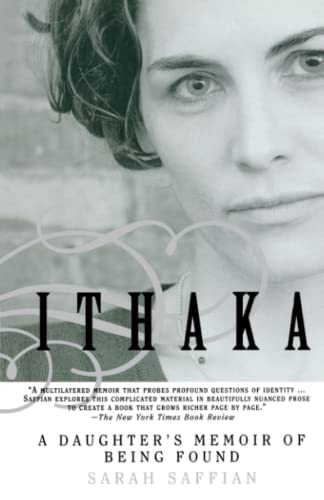 ITHAKA
"A MULTILAYERED MEMOIR THAT PROBES PROFOUND QUESTIONS OF IDENTITY ...
SAFFIAN EXPLORES THIS COMPLICATED MATERIAL IN BEAUTIFULLY NUANCED PROSE
TO CREATE A BOOK THAT GROWS RICHER PAGE BY PAGE."
—The New York Times Book Review
A DAUGHTER'S MEMOIR OF
BEING FOUND
SARAH SAFFIAN